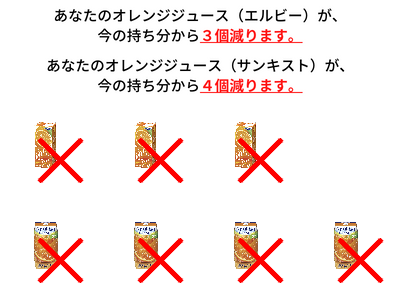 あなたのオレンジジュース（エルビー）が、
今の持ち分から３個減ります。
あなたのオレンジジュース（サンキスト）が、
今の持ち分から４個減ります。